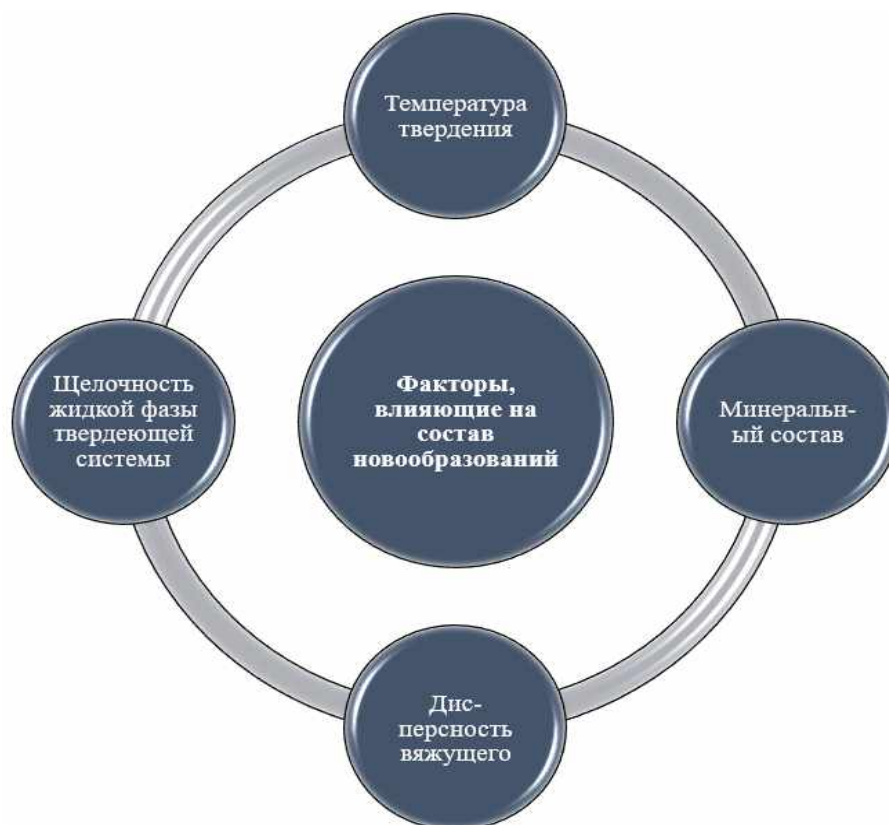 Температура
твердения
Щелочность
жидкой фазы
твердеющей
системы
Факторы,
влияющие на
состав
новообразований
Минеральн-
ый состав
Дис-
персность
вяжущего